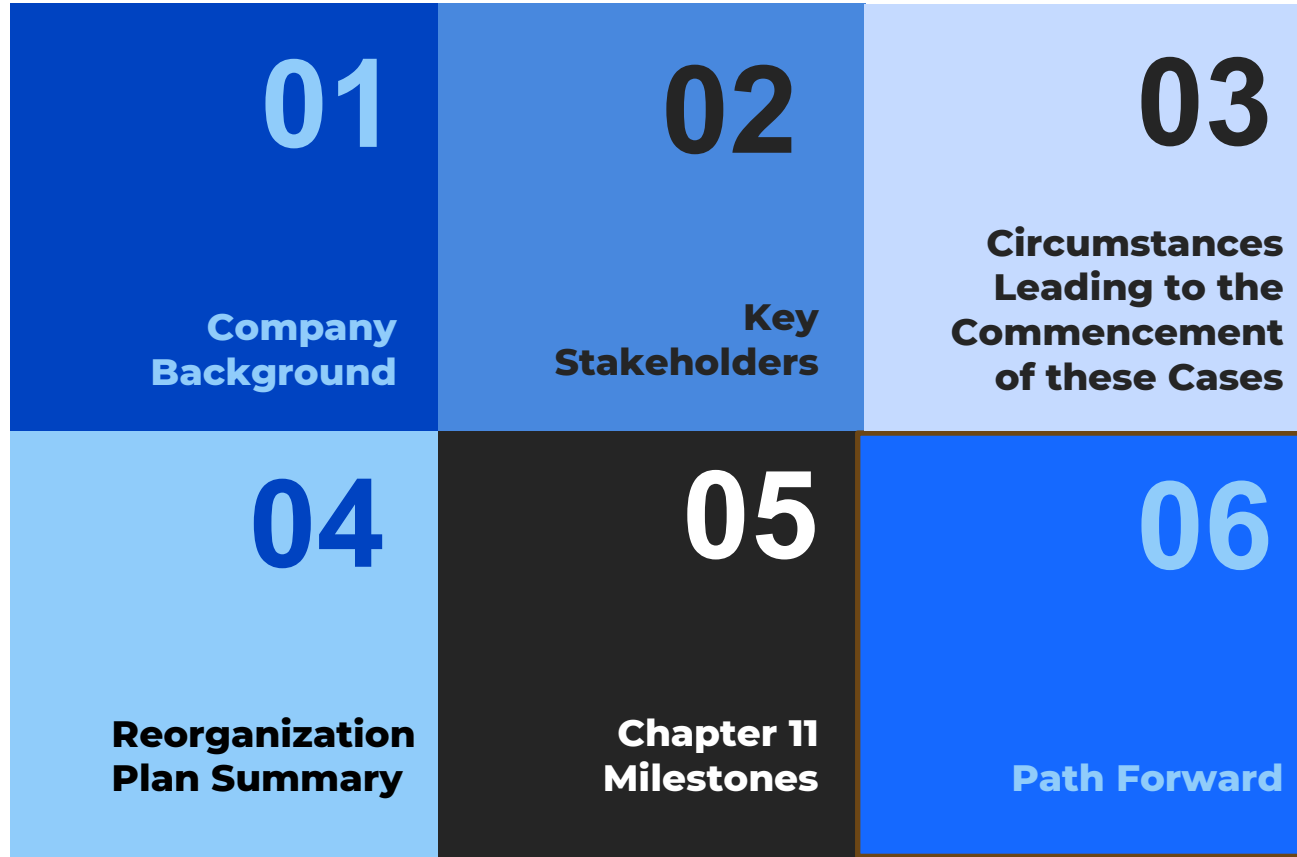 01
Company
Background
02
Key
Stakeholders
03
Circumstances
Leading to the
Commencement
of these Cases
04
Reorganization
Plan Summary
05
Chapter 11
Milestones
06
Path Forward